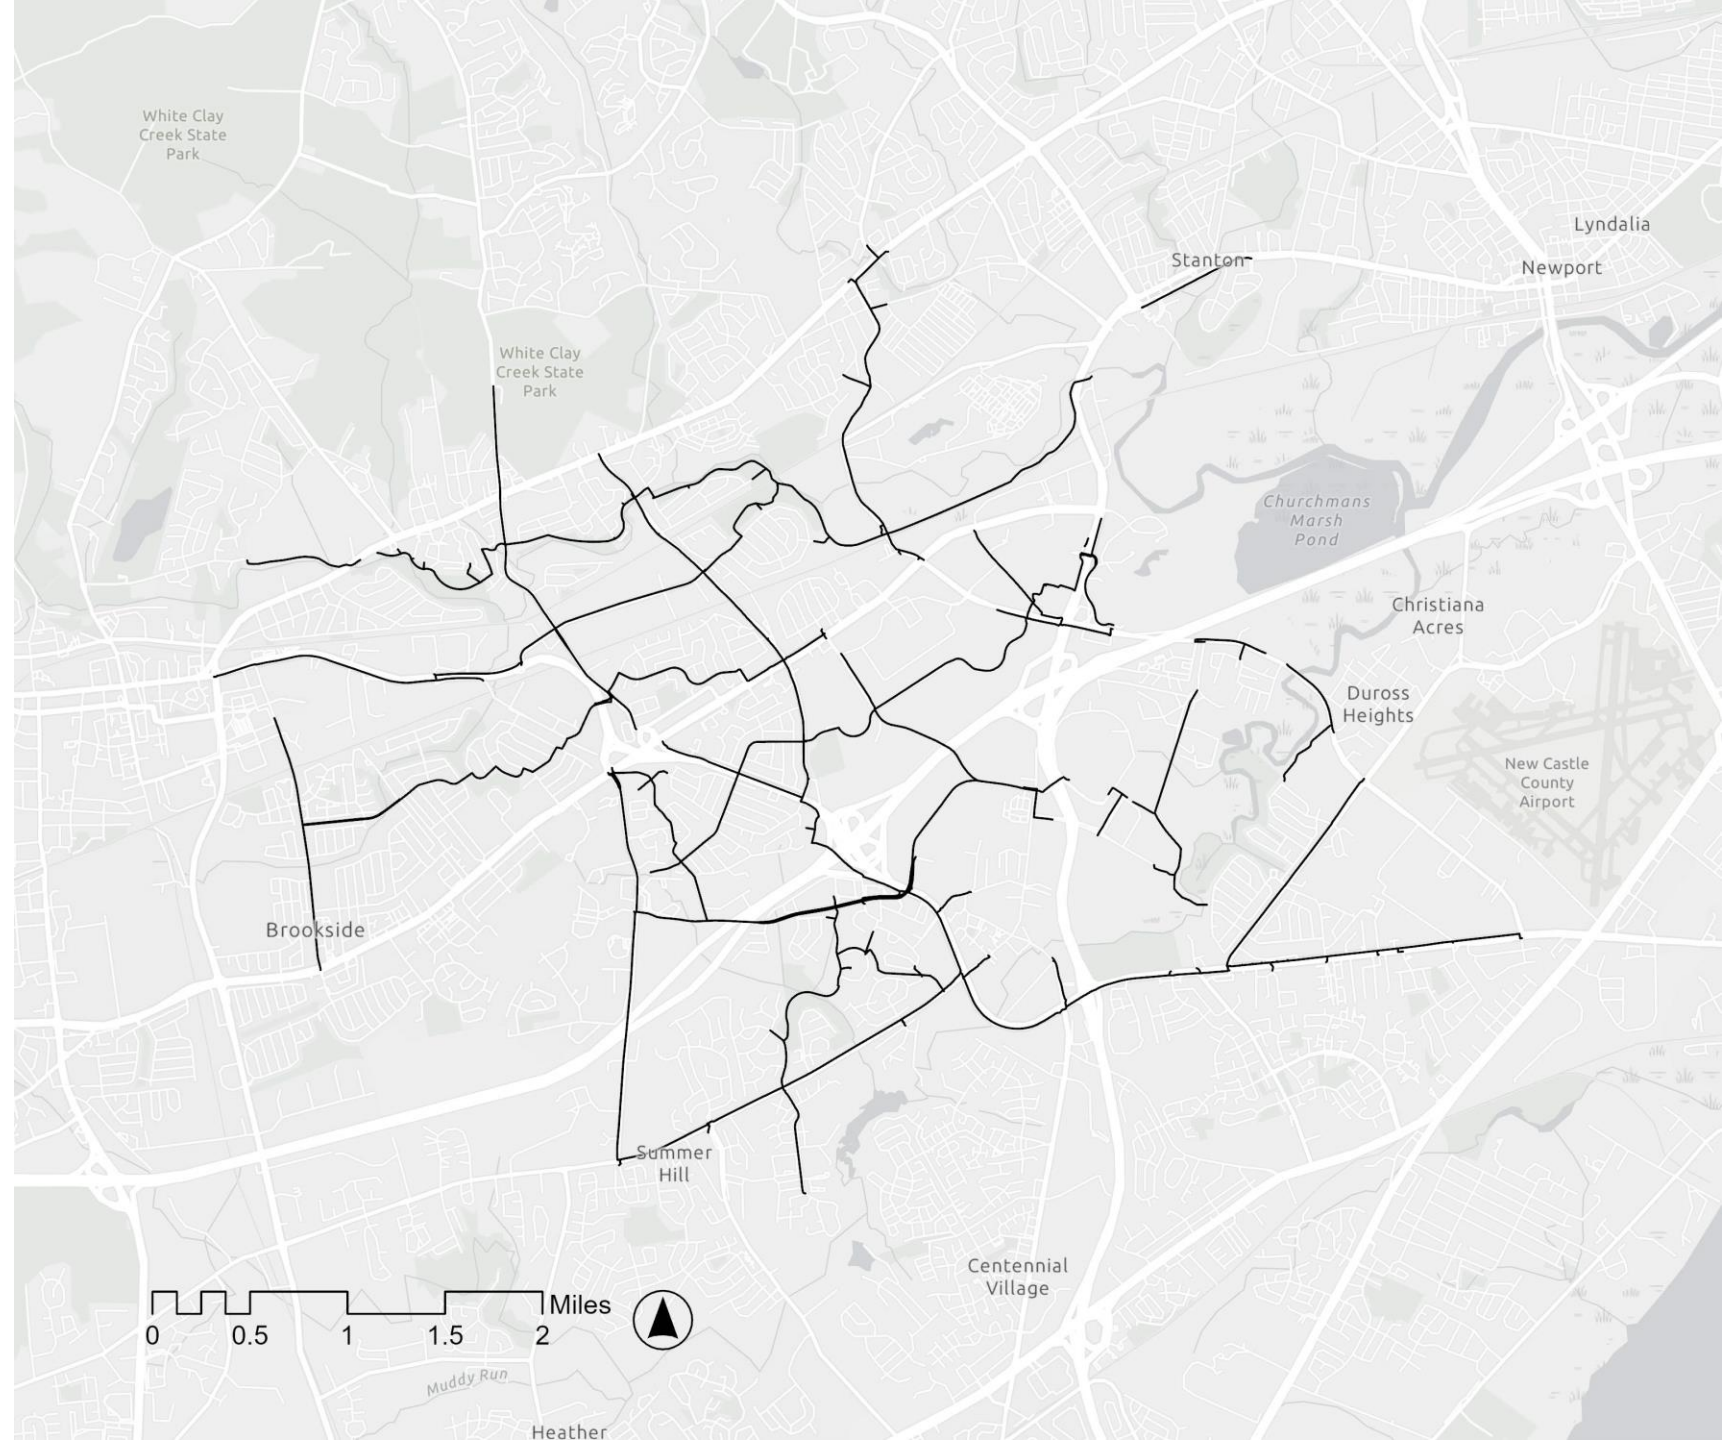 White Clay
Creek State
Park
Lyndalia
Stanton
Newport
White Clay
Creek State
Park
Churchmans
Marsh
Pond
Christiana
Acres
Duross
Heights
New Castle
County
Airport
Brookside
Summer
Hill
Centennial
Village
Miles
0 0.5 1 1.5 2
Muddy Run
Heather